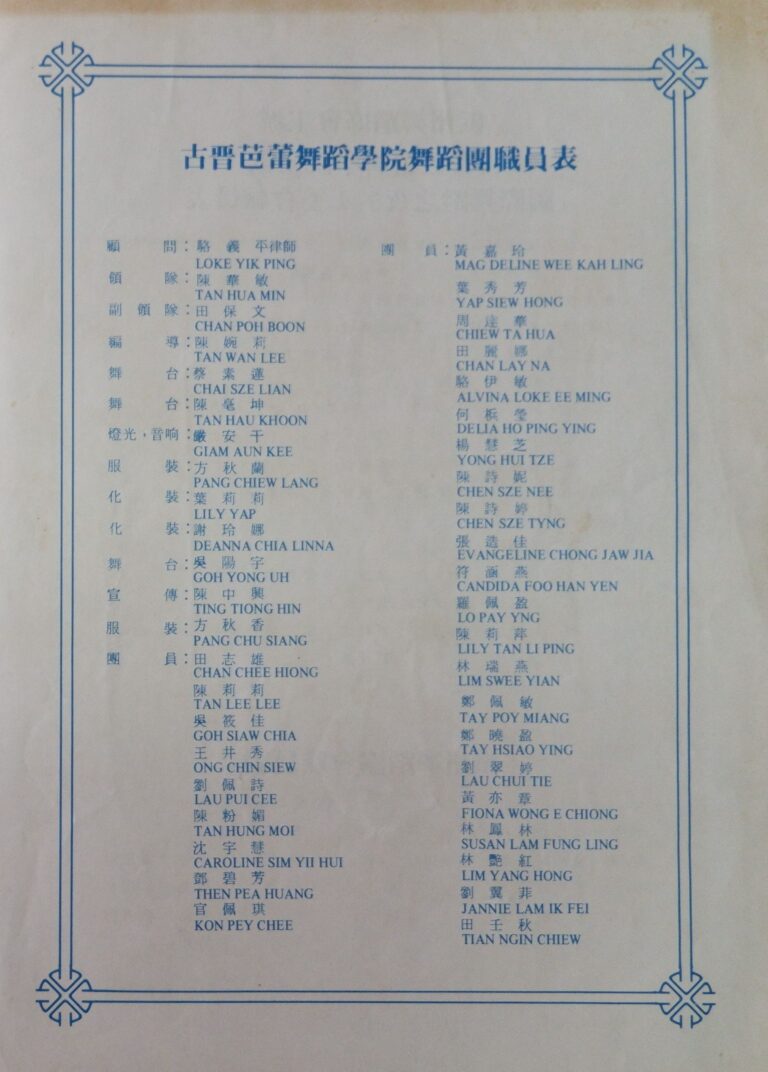 古晋芭蕾舞蹈學院舞蹈團職員表
顧問：駱義平律師
LOKE YIK PING
領隊：陳華敏
TAN HUA MIN
副領隊：田保文
CHAN POH BOON
編導：陳婉莉
TAN WAN LEE
舞台：蔡素蓮
CHAI SZE LIAN
舞台：陳毫坤
TAN HAU KHOON
燈光，音响：嚴安干
GIAM AUN KEE
服裝：方秋蘭
PANG CHIEW LANG
化裝：葉莉莉
LILY YAP
化裝：謝玲娜
DEANNA CHIA LINNA
舞台：吳陽宇
GOH YONG UH
宣傳：陳中興
TING TIONG HIN
服裝：方秋香
PANG CHU SIANG
團員：田志雄
CHAN CHEE HIONG
陳莉莉
TAN LEE LEE
吳筱佳
GOH SIAW CHIA
王井秀
ONG CHIN SIEW
劉佩詩
LAU PUI CEE
陳粉媚
TAN HUNG MOI
沈宇慧
CAROLINE SIM YII HUI
鄧碧芳
THEN PEA HUANG
官佩琪
KON PEY CHEE
團員：黃嘉玲
MAG DELINE WEE KAH LING
葉秀芳
YAP SIEW HONG
周達華
CHIEW TA HUA
田麗娜
CHAN LAY NA
駱伊敏
ALVINA LOKE EE MING
何梹瑩
DELIA HO PING YING
楊慧芝
YONG HUI TZE
陳詩妮
CHEN SZE NEE
陳詩婷
CHEN SZE TYNG
張造佳
EVANGELINE CHONG JAW JIA
符涵燕
CANDIDA FOO HAN YEN
羅佩盈
LO PAY YNG
陳莉萍
LILY TAN LI PING
林瑞燕
LIM SWEE YIAN
鄭佩敏
TAY POY MIANG
鄭曉盈
TAY HSIAO YING
劉翠婷
LAU CHUI TIE
黃亦章
FIONA WONG E CHIONG
林鳳林
SUSAN LAM FUNG LING
林艷紅
LIM YANG HONG
劉翼菲
JANNIE LAM IK FEI
田壬秋
TIAN NGIN CHIEW